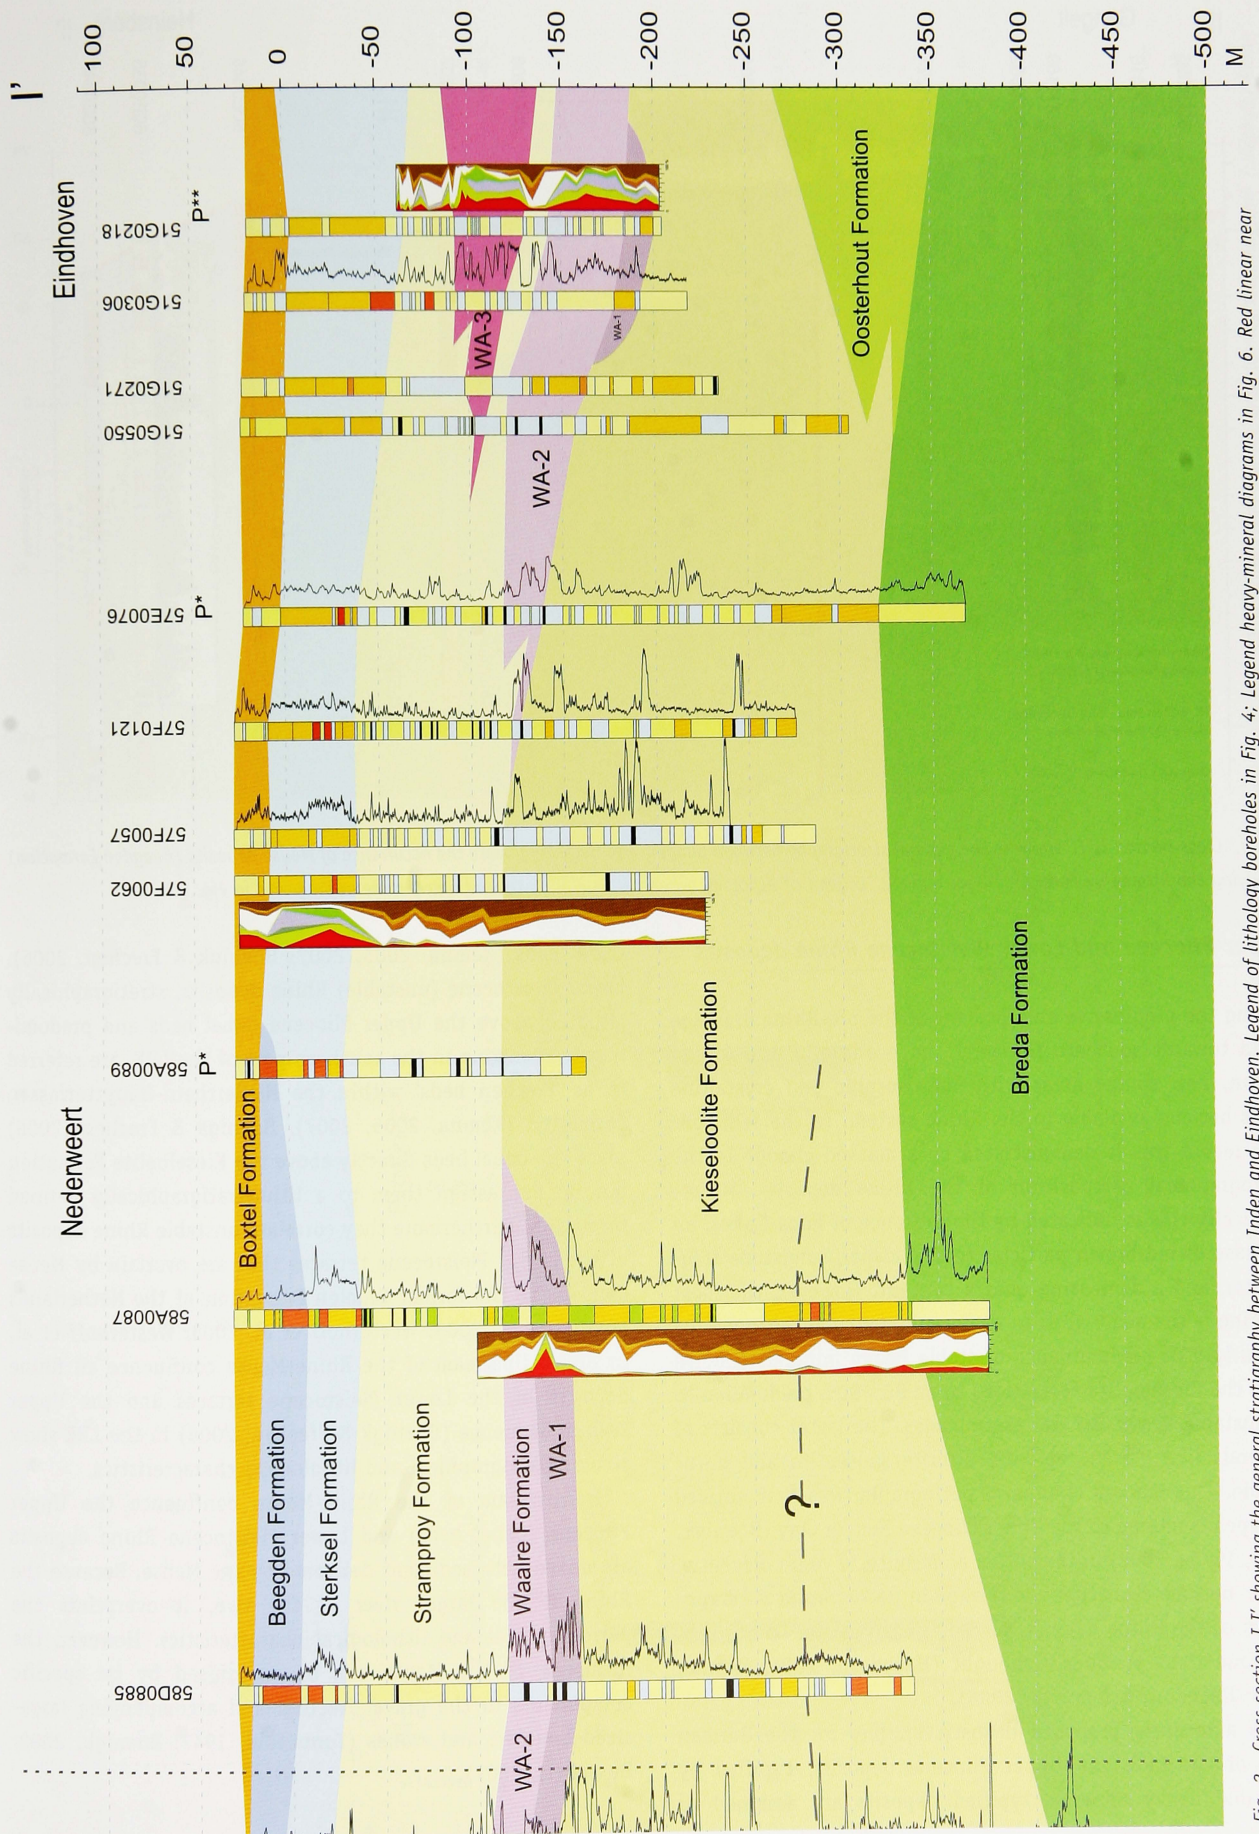 I'
Nederweert
Eindhoven
58D0885
58A0087
58A0089
P*
57F0062
57F0057
57F0121
57E0076
P*
51G0550
51G0271
51G0306
51G0218
P**
100
50
0
-50
-100
-150
-200
-250
-300
-350
-400
-450
-500
M
Boxtel Formation
Beegden Formation
Sterksel Formation
Stramproy Formation
Waalre Formation
WA-2
WA-1
WA-2
WA-3
WA-1
Kieseloolite Formation
Oosterhout Formation
Breda Formation
?
Cross section I-I' showing the general stratigraphy between Inden and Eindhoven. Legend of lithology boreholes in Fig. 4; Legend heavy-mineral diagrams in Fig. 6. Red linear near